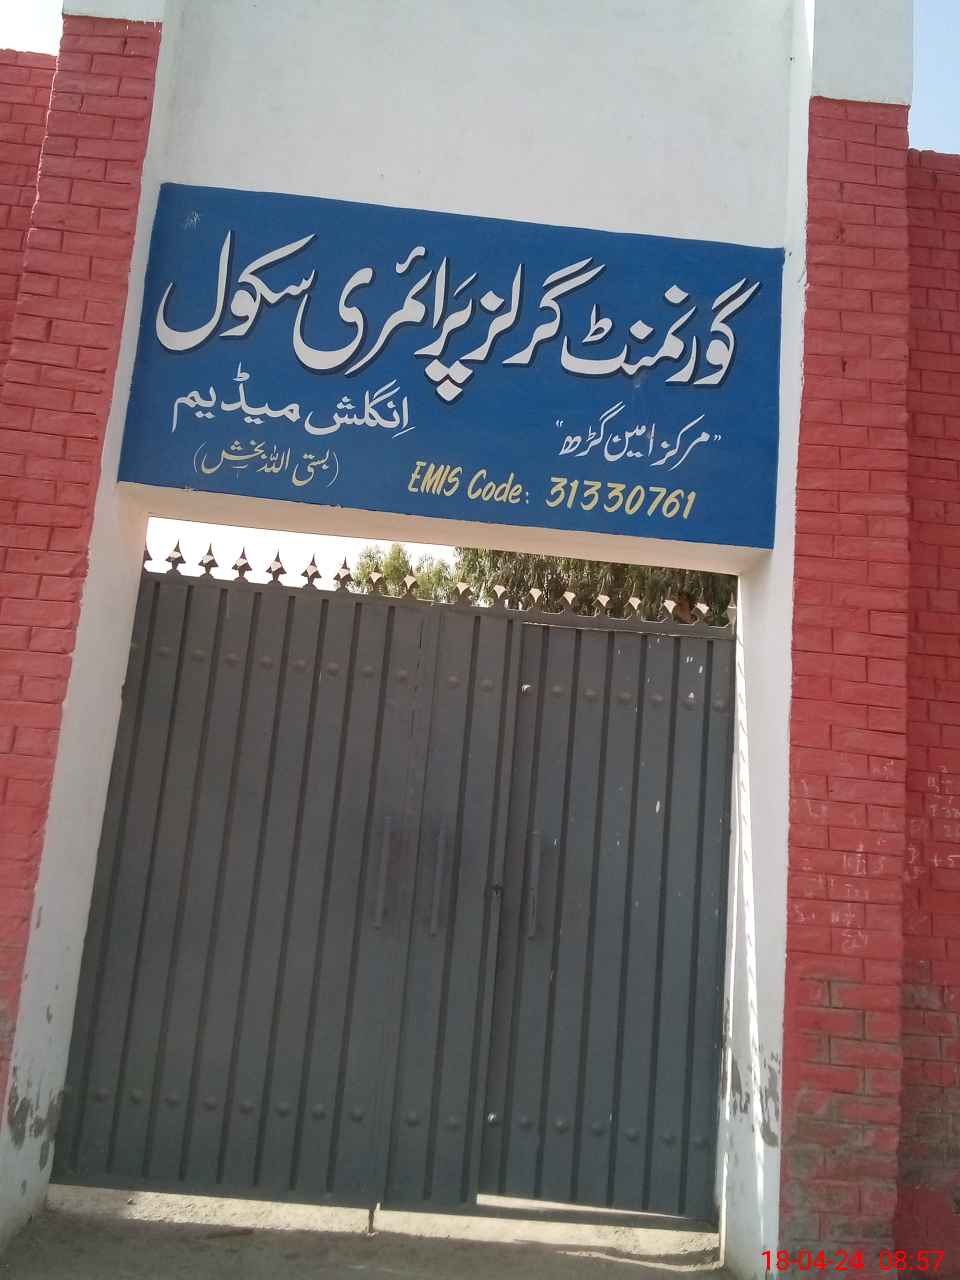 گورنمنٹ گرلز پَرائمری سکول
اِنگلش میڈیم
"مرکز امین گڑھ"
(بستی اللہ بخش)
EMIS Code: 31330761
18-04-24 08:57